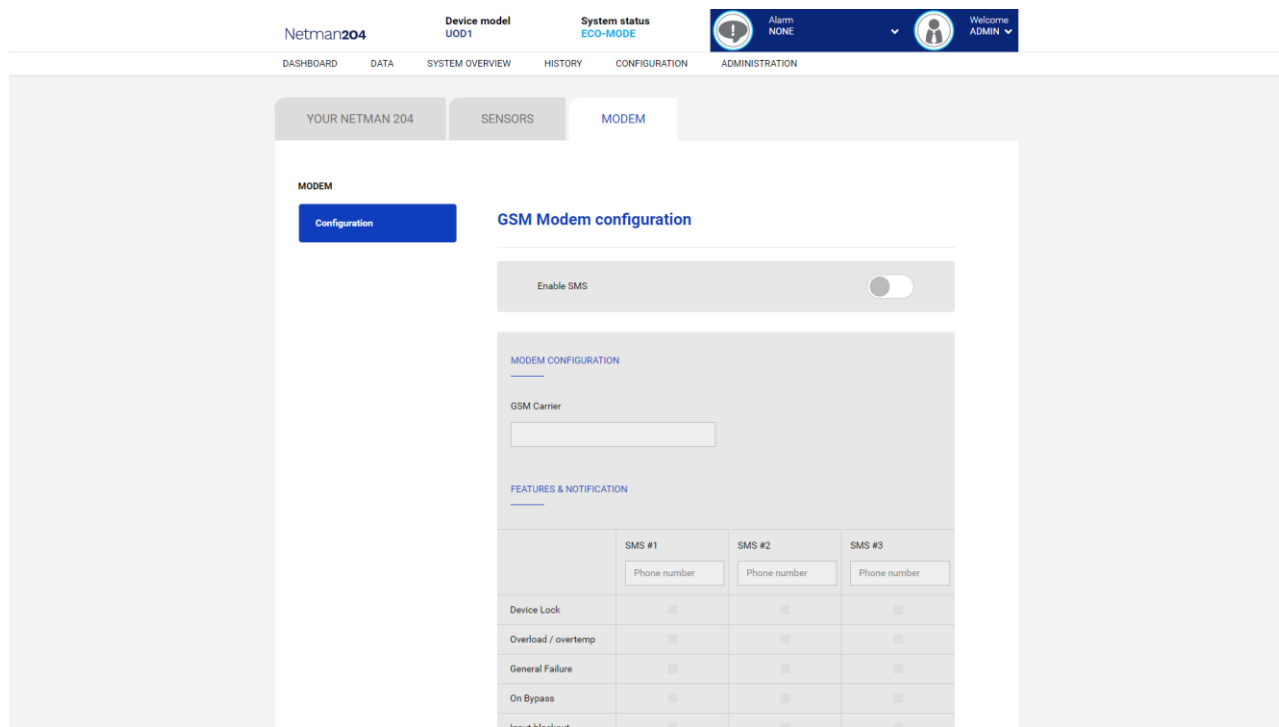 Netman204
Device model
UOD1
System status
ECO-MODE
Alarm
NONE
Welcome
ADMIN
DASHBOARD DATA SYSTEM OVERVIEW HISTORY CONFIGURATION ADMINISTRATION
YOUR NETMAN 204 SENSORS MODEM
MODEM
Configuration
GSM Modem configuration
Enable SMS
MODEM CONFIGURATION
GSM Carrier
FEATURES & NOTIFICATION
SMS #1 SMS #2 SMS #3
Phone number Phone number Phone number
Device Lock
Overload / overtemp
General Failure
On Bypass